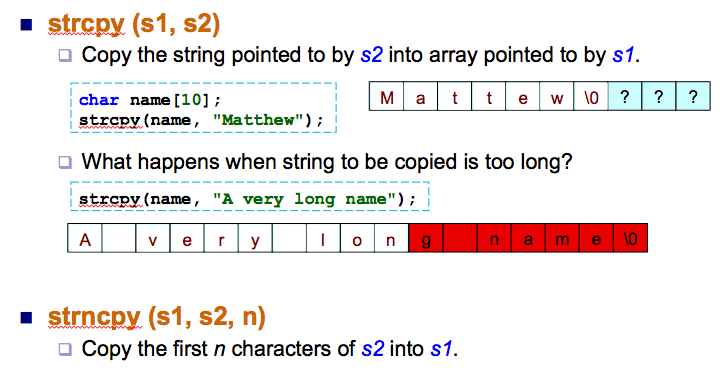 strcpy (s1, s2)
Copy the string pointed to by s2 into array pointed to by s1.
char name[10];
strcpy(name, "Matthew");
M a t t e w \0 ? ? ?
What happens when string to be copied is too long?
strcpy(name, "A very long name");
A v e r y l o n g n a m e \0
strncpy (s1, s2, n)
Copy the first n characters of s2 into s1.